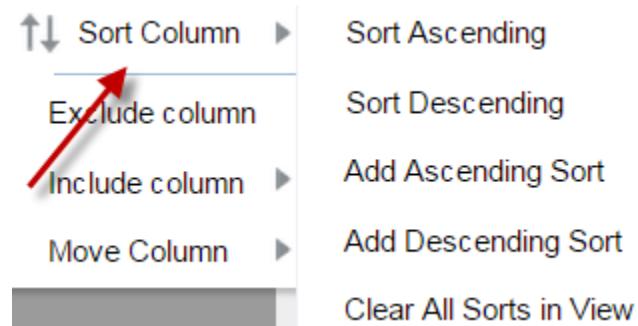 Sort Column
Exclude column
Include column
Move Column
Sort Ascending
Sort Descending
Add Ascending Sort
Add Descending Sort
Clear All Sorts in View